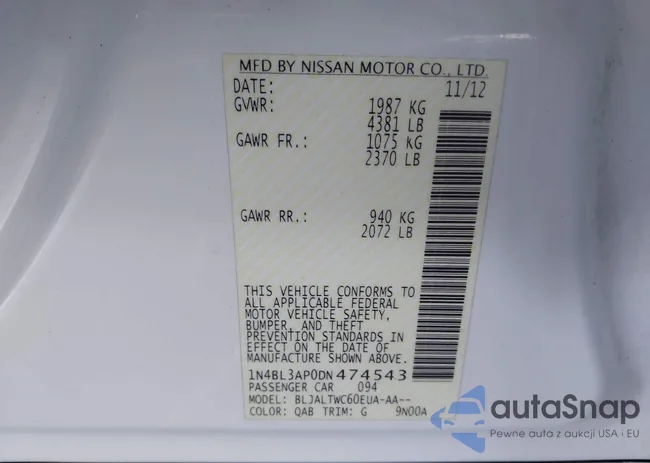 MFD BY NISSAN MOTOR CO., LTD.
DATE: 11/12
GVWR: 1987 KG
4381 LB
GAWR FR.: 1075 KG
2370 LB
GAWR RR.: 940 KG
2072 LB
THIS VEHICLE CONFORMS TO
ALL APPLICABLE FEDERAL
MOTOR VEHICLE SAFETY,
BUMPER, AND THEFT
PREVENTION STANDARDS IN
EFFECT ON THE DATE OF
MANUFACTURE SHOWN ABOVE.
1N4BL3AP0DN474543
PASSENGER CAR 094
MODEL: BLJALTWC60EUA-AA--
COLOR: QAB TRIM: G 9N00A
autoSnap
Pewne auta z aukcji USA i EU